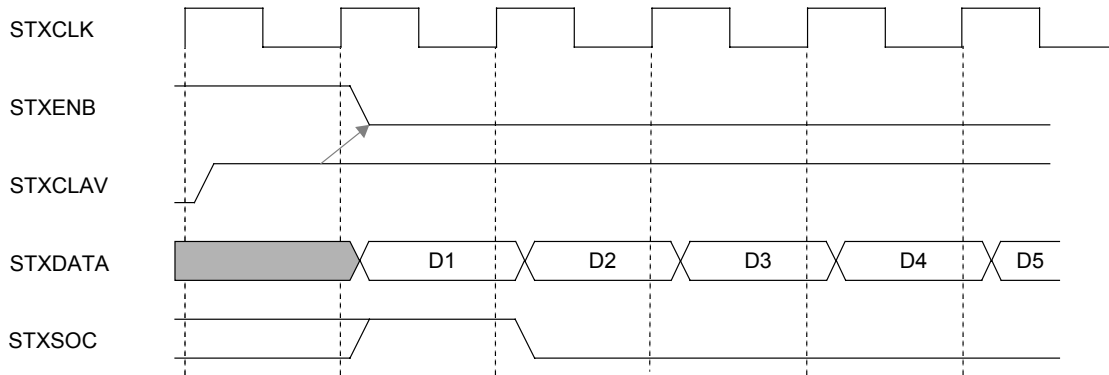 STXCLK
STXENB
STXCLAV
STXDATA D1 D2 D3 D4 D5
STXSOC